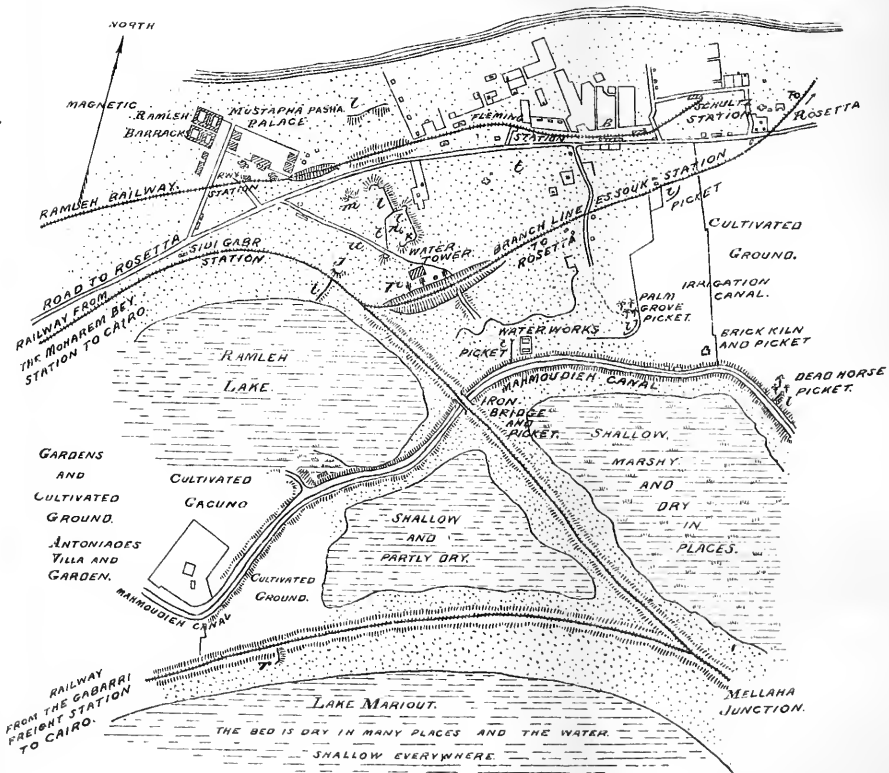 NORTH
MAGNETIC
RAMLEH
BARRACKS
MUSTAPHA PASHA
PALACE
l
FLEMING
STATION
B
SCHULTZ
STATION
TO
ROSETTA
RWY
STATION
RAMLEH RAILWAY.
ROAD TO ROSETTA
SIUI GABR
STATION
RAILWAY FROM
THE MOHAREM BEY
STATION TO CAIRO.
m
l
t
u
WATER
TOWER
T
BRANCH LINE
TO
ROSETTA
ESSOUK STATION
PICKET
CULTIVATED
GROUND.
IRRIGATION
CANAL.
PALM
GROVE
PICKET.
BRICK KILN
AND PICKET
WATERWORKS
PICKET
MAHMOUDIEH CANAL
DEAD HORSE
PICKET.
IRON
BRIDGE
AND
PICKET.
RAMLEH
LAKE.
SHALLOW,
MARSHY
AND
DRY
IN
PLACES.
GARDENS
AND
CULTIVATED
GROUND.
CULTIVATED
GROUND
ANTONIADES
VILLA AND
GARDEN.
SHALLOW
AND
PARTLY DRY.
CULTIVATED
GROUND.
MAHMOUDIEH CANAL
RAILWAY
FROM THE GABARRI
FREIGHT STATION
TO CAIRO.
r
MELLAHA
JUNCTION.
LAKE MARIOUT.
THE BED IS DRY IN MANY PLACES AND THE WATER.
SHALLOW EVERYWHERE.